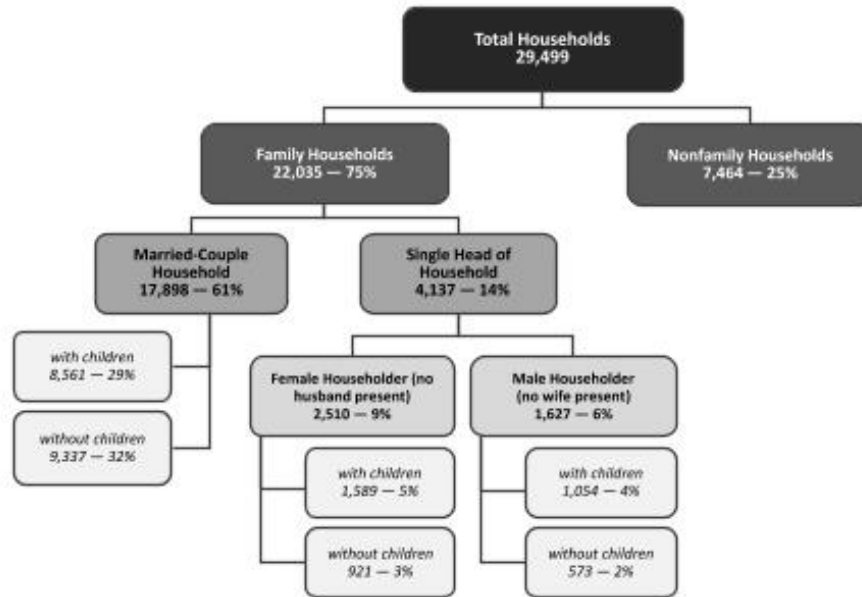 Total Households
29,499
Family Households
22,035 — 75%
Nonfamily Households
7,464 — 25%
Married-Couple
Household
17,898 — 61%
Single Head of
Household
4,137 — 14%
with children
8,561 — 29%
without children
9,337 — 32%
Female Householder (no
husband present)
2,510 — 9%
Male Householder
(no wife present)
1,627 — 6%
with children
1,589 — 5%
without children
921 — 3%
with children
1,054 — 4%
without children
573 — 2%